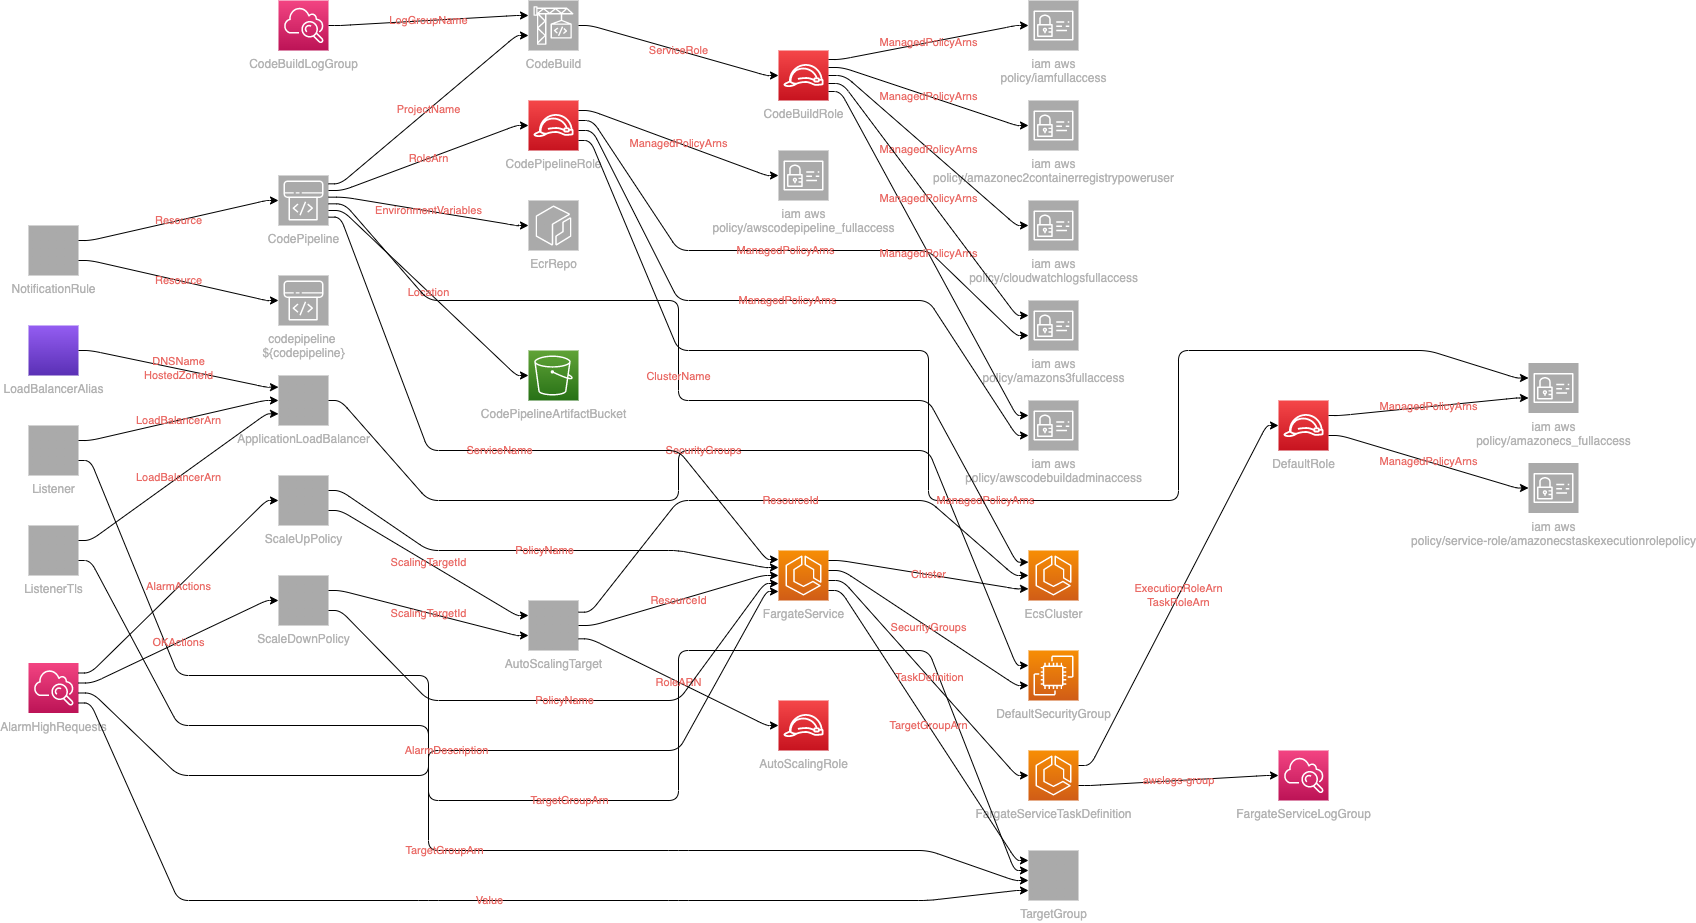 LogGroupName
CodeBuildLogGroup
CodeBuild
ServiceRole
ManagedPolicyArns
iam aws
policy/iamfullaccess
CodeBuildRole
ManagedPolicyArns
ProjectName
RoleArn
CodePipelineRole
ManagedPolicyArns
ManagedPolicyArns
iam aws
policy/amazonec2containerregistrypoweruser
iam aws
policy/awscodepipeline_fullaccess
ManagedPolicyArns
EnvironmentVariables
Resource
CodePipeline
EcrRepo
ManagedPolicyArns
ManagedPolicyArns
iam aws
policy/cloudwatchlogsfullaccess
NotificationRule
Resource
Location
ManagedPolicyArns
codepipeline
${codepipeline}
LoadBalancerAlias
DNSName
HostedZoneId
ClusterName
iam aws
policy/amazons3fullaccess
CodePipelineArtifactBucket
LoadBalancerArn
ApplicationLoadBalancer
ServiceName
SecurityGroups
iam aws
policy/awscodebuildadminaccess
ManagedPolicyArns
DefaultRole
iam aws
policy/amazonecs_fullaccess
ManagedPolicyArns
Listener
LoadBalancerArn
ResourceId
ManagedPolicyArns
iam aws
policy/service-role/amazonecstaskexecutionrolepolicy
ScaleUpPolicy
PolicyName
ScalingTargetId
ListenerTls
AlarmActions
Cluster
ExecutionRoleArn
TaskRoleArn
ResourceId
FargateService
EcsCluster
ScalingTargetId
SecurityGroups
ScaleDownPolicy
OKActions
AutoScalingTarget
TaskDefinition
RoleARN
PolicyName
DefaultSecurityGroup
AlarmHighRequests
TargetGroupArn
AlarmDescription
AutoScalingRole
awslogs-group
TargetGroupArn
FargateServiceTaskDefinition
FargateServiceLogGroup
TargetGroupArn
Value
TargetGroup